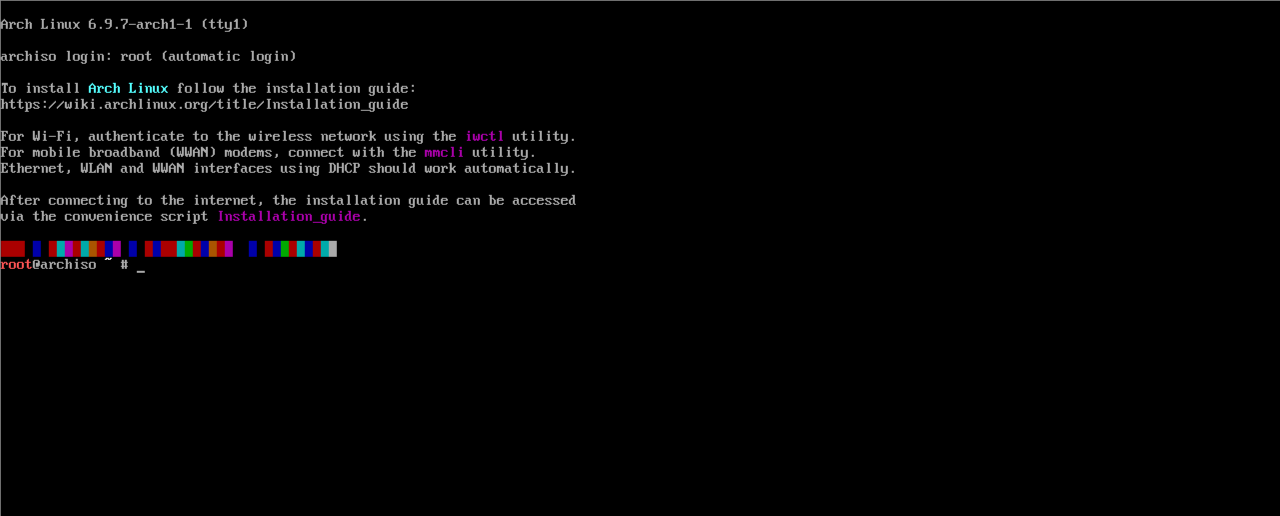 Arch Linux 6.9.7-arch1-1 (tty1)
archiso login: root (automatic login)
To install Arch Linux follow the installation guide:
https://wiki.archlinux.org/title/Installation_guide
For Wi-Fi, authenticate to the wireless network using the iwctl utility.
For mobile broadband (WWAN) modems, connect with the mmcli utility.
Ethernet, WLAN and WWAN interfaces using DHCP should work automatically.
After connecting to the internet, the installation guide can be accessed
via the convenience script Installation_guide.
root@archiso ~ # _